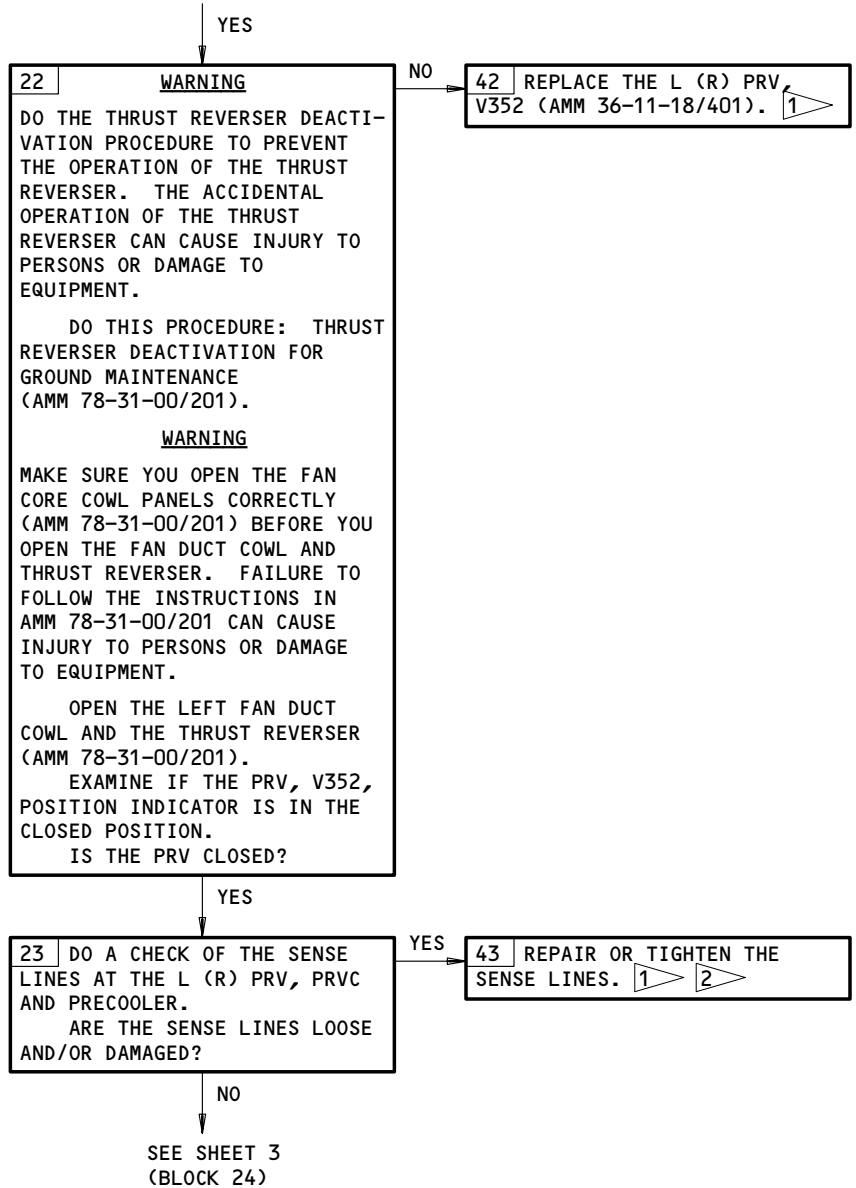 YES
22 WARNING
DO THE THRUST REVERSER DEACTI-
VATION PROCEDURE TO PREVENT
THE OPERATION OF THE THRUST
REVERSER. THE ACCIDENTAL
OPERATION OF THE THRUST
REVERSER CAN CAUSE INJURY TO
PERSONS OR DAMAGE TO
EQUIPMENT.
DO THIS PROCEDURE: THRUST
REVERSER DEACTIVATION FOR
GROUND MAINTENANCE
(AMM 78-31-00/201).
WARNING
MAKE SURE YOU OPEN THE FAN
CORE COWL PANELS CORRECTLY
(AMM 78-31-00/201) BEFORE YOU
OPEN THE FAN DUCT COWL AND
THRUST REVERSER. FAILURE TO
FOLLOW THE INSTRUCTIONS IN
AMM 78-31-00/201 CAN CAUSE
INJURY TO PERSONS OR DAMAGE
TO EQUIPMENT.
OPEN THE LEFT FAN DUCT
COWL AND THE THRUST REVERSER
(AMM 78-31-00/201).
EXAMINE IF THE PRV, V352,
POSITION INDICATOR IS IN THE
CLOSED POSITION.
IS THE PRV CLOSED?
NO
42 REPLACE THE L (R) PRV,
V352 (AMM 36-11-18/401). 1
YES
23 DO A CHECK OF THE SENSE
LINES AT THE L (R) PRV, PRVC
AND PRECOOLER.
ARE THE SENSE LINES LOOSE
AND/OR DAMAGED?
YES
43 REPAIR OR TIGHTEN THE
SENSE LINES. 1 2
NO
SEE SHEET 3
(BLOCK 24)